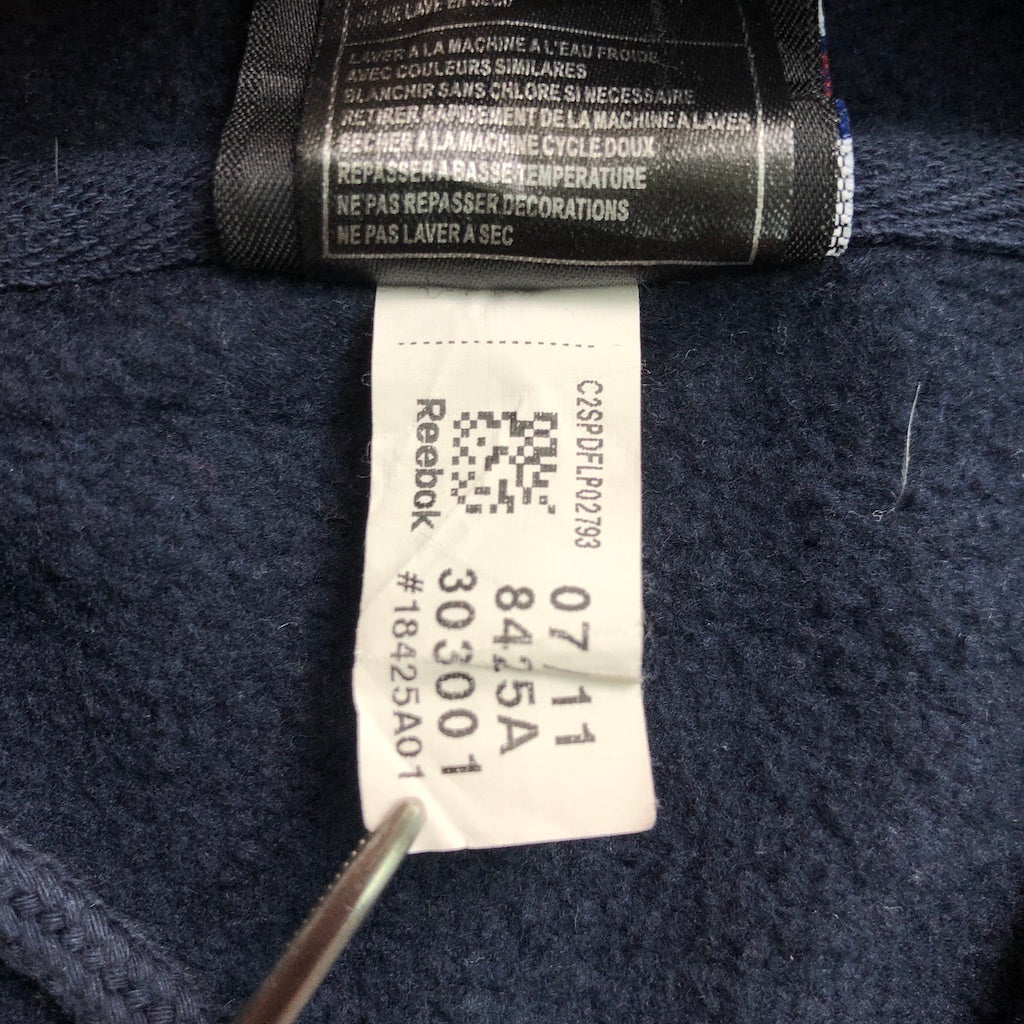 LAVER A LA MACHINE A L'EAU FROIDE
AVEC COULEURS SIMILARES
BLANCHIR SANS CHLORE SI NECESSAIRE
RETIRER RAPIDEMENT DE LA MACHINE A LAVER
SECHER A LA MACHINE CYCLE DOUX
REPASSER A BASSE TEMPERATURE
NE PAS REPASSER DECORATIONS
NE PAS LAVER A SEC
C2SPDFLP02793
Reebok
07/11
8425A
303001
#18425A01